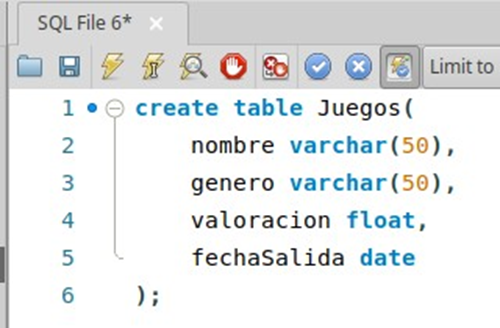 SQL File 6*
Limit to
1 create table Juegos(
2 nombre varchar(50),
3 genero varchar(50),
4 valoracion float,
5 fechaSalida date
6 );